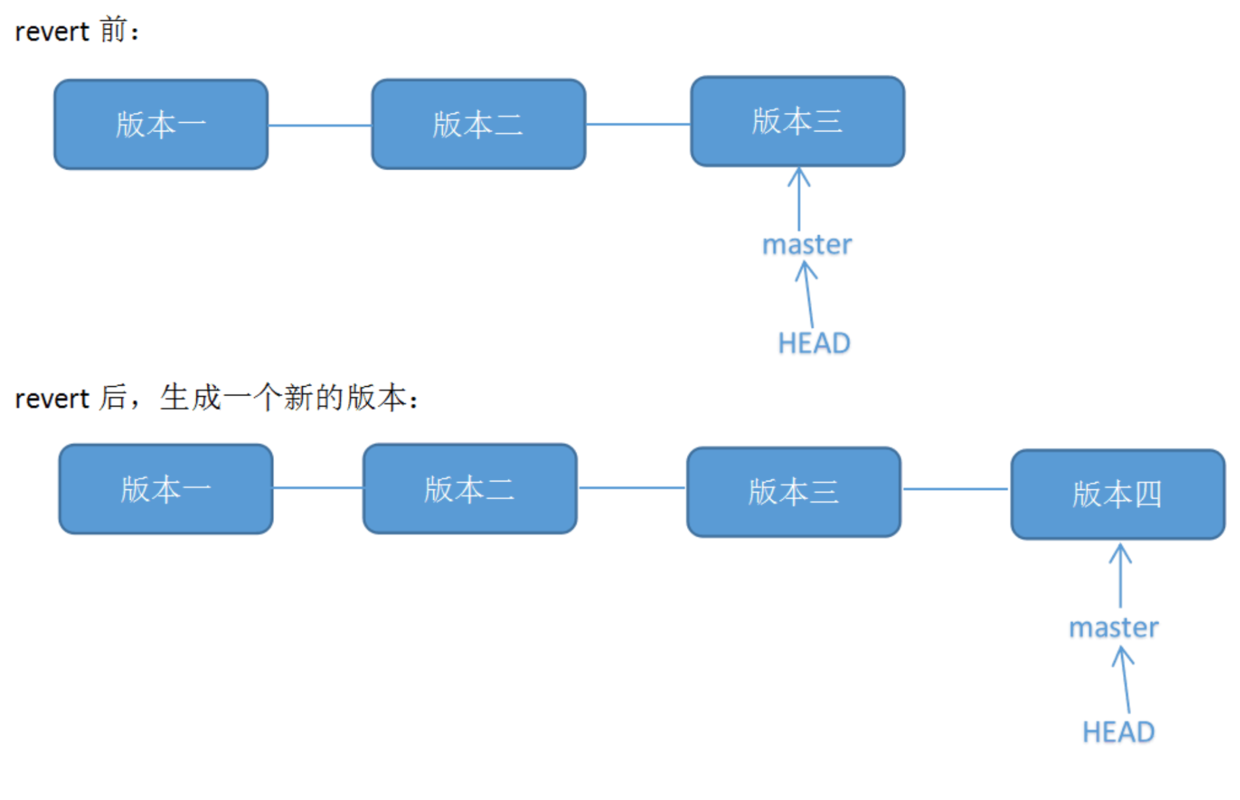 revert 前：
版本一 版本二 版本三
master
HEAD
revert 后，生成一个新的版本：
版本一 版本二 版本三 版本四
master
HEAD